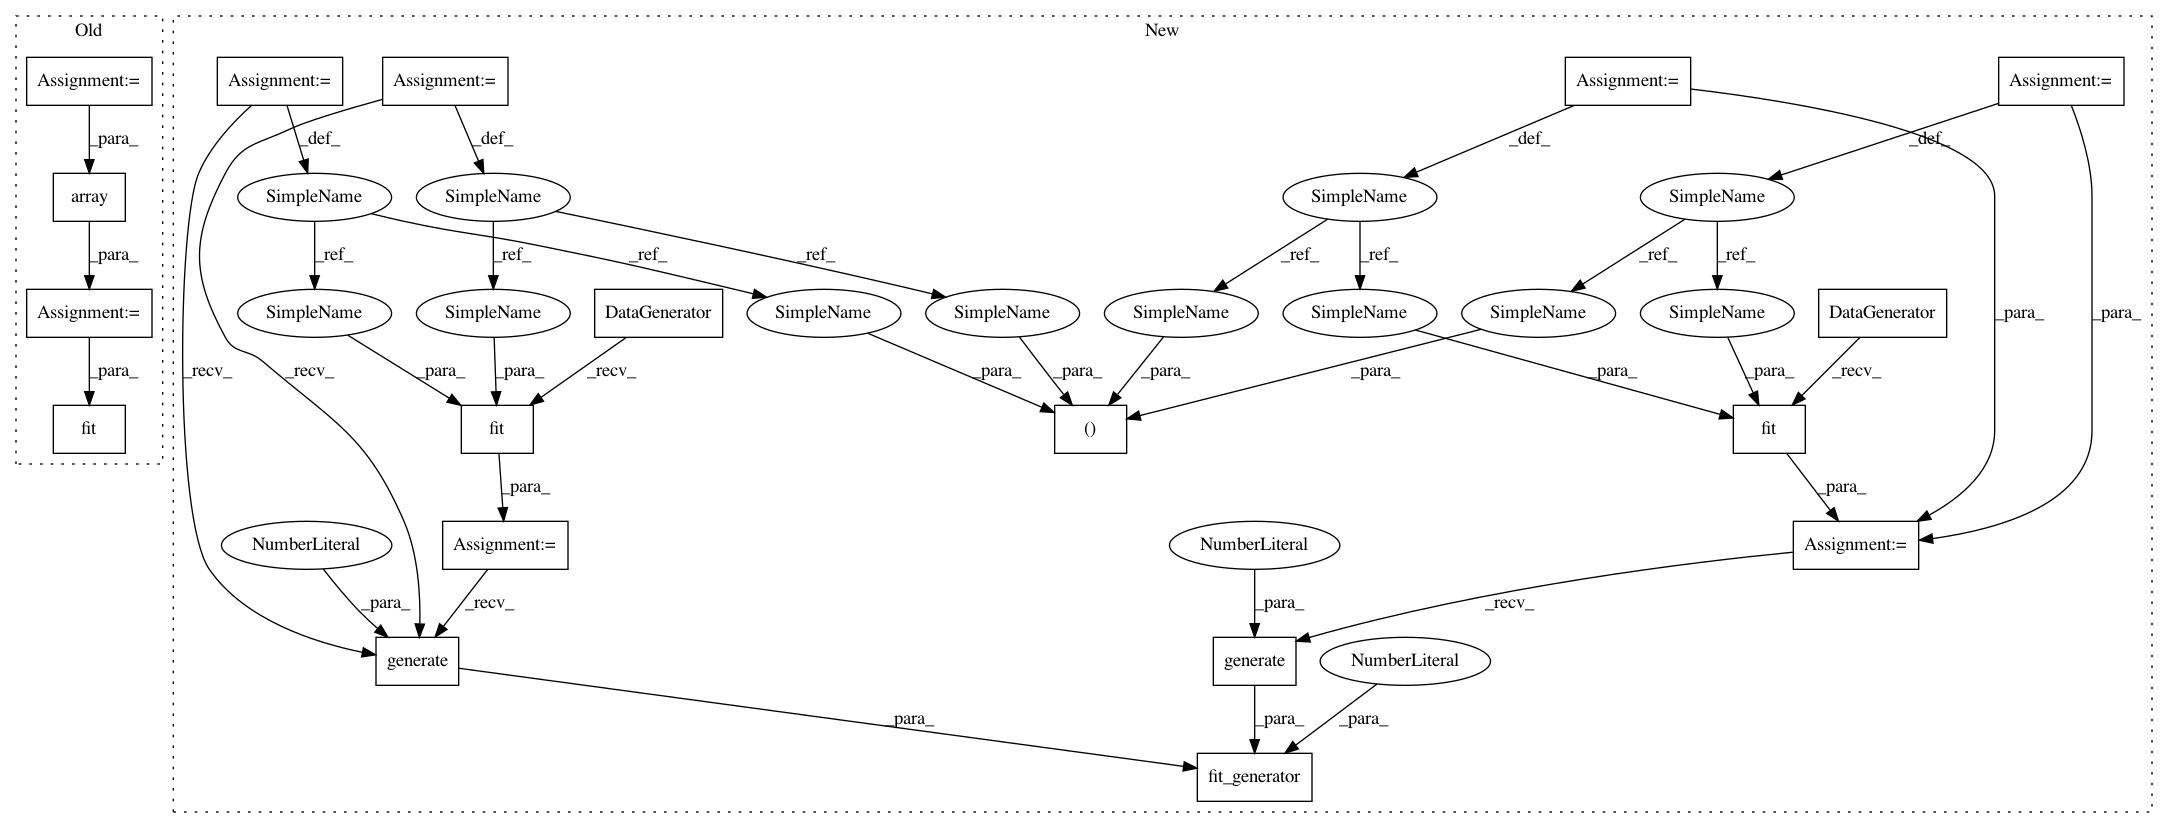 Old
New
Assignment:=
Assignment:=
Assignment:=
Assignment:=
Assignment:=
_para_
_def_
_def_
_def_
_def_
array
SimpleName
SimpleName
SimpleName
SimpleName
_para_
_ref_
_ref_
_ref_
_ref_
_ref_
_ref_
_ref_
_ref_
Assignment:=
SimpleName
SimpleName
DataGenerator
SimpleName
SimpleName
SimpleName
SimpleName
SimpleName
SimpleName
DataGenerator
_para_
_para_
_para_
_recv_
_recv_
_para_
_para_
_recv_
_para_
_para_
_para_
_para_
_para_
_para_
_recv_
fit
fit
()
fit
_para_
_para_
NumberLiteral
Assignment:=
NumberLiteral
Assignment:=
_para_
_recv_
_para_
_recv_
generate
generate
NumberLiteral
_para_
_para_
_para_
fit_generator